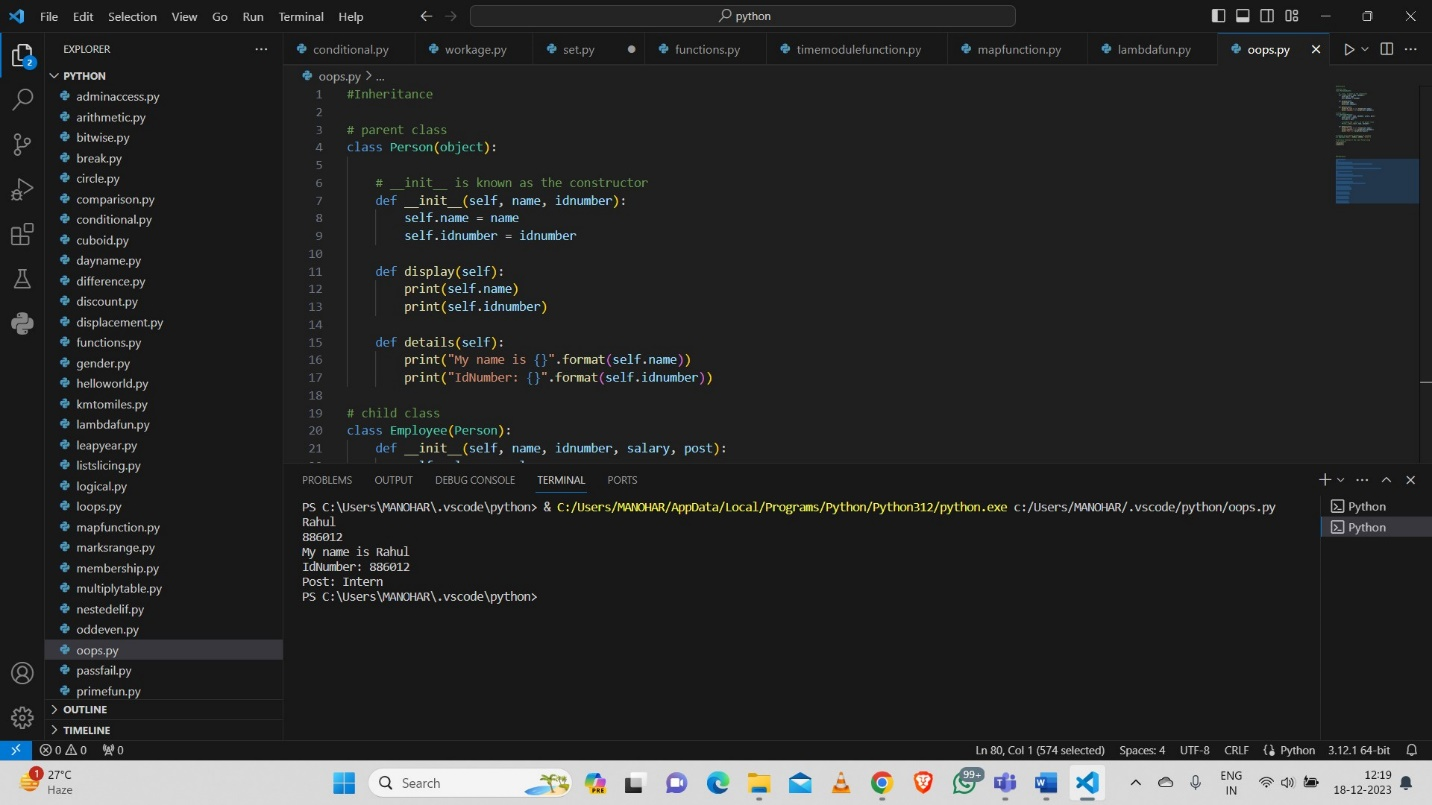 File Edit Selection View Go Run Terminal Help
python
EXPLORER
conditional.py workage.py set.py functions.py timemodulefunction.py mapfunction.py lambdafun.py oops.py
2
PYTHON
adminaccess.py
arithmetic.py
bitwise.py
break.py
circle.py
comparison.py
conditional.py
cuboid.py
dayname.py
difference.py
discount.py
displacement.py
functions.py
gender.py
helloworld.py
kmtomiles.py
lambdafun.py
leapyear.py
listslicing.py
logical.py
loops.py
mapfunction.py
marksrange.py
membership.py
multiplytable.py
nestedelif.py
oddeven.py
oops.py
passfail.py
primefun.py
OUTLINE
TIMELINE
oops.py > ...
1 #Inheritance
2
3 # parent class
4 class Person(object):
5
6 # __init__ is known as the constructor
7 def __init__(self, name, idnumber):
8 self.name = name
9 self.idnumber = idnumber
10
11 def display(self):
12 print(self.name)
13 print(self.idnumber)
14
15 def details(self):
16 print("My name is {}".format(self.name))
17 print("IdNumber: {}".format(self.idnumber))
18
19 # child class
20 class Employee(Person):
21 def __init__(self, name, idnumber, salary, post):
PROBLEMS OUTPUT DEBUG CONSOLE TERMINAL PORTS
PS C:\Users\MANOHAR\.vscode\python> & C:/Users/MANOHAR/AppData/Local/Programs/Python/Python312/python.exe c:/Users/MANOHAR/.vscode/python/oops.py
Rahul
886012
My name is Rahul
IdNumber: 886012
Post: Intern
PS C:\Users\MANOHAR\.vscode\python>
Python
Python
0 0 0
Ln 80, Col 1 (574 selected) Spaces: 4 UTF-8 CRLF Python 3.12.1 64-bit
1
27°C
Haze
Search
PRE
99+
ENG
IN
12:19
18-12-2023